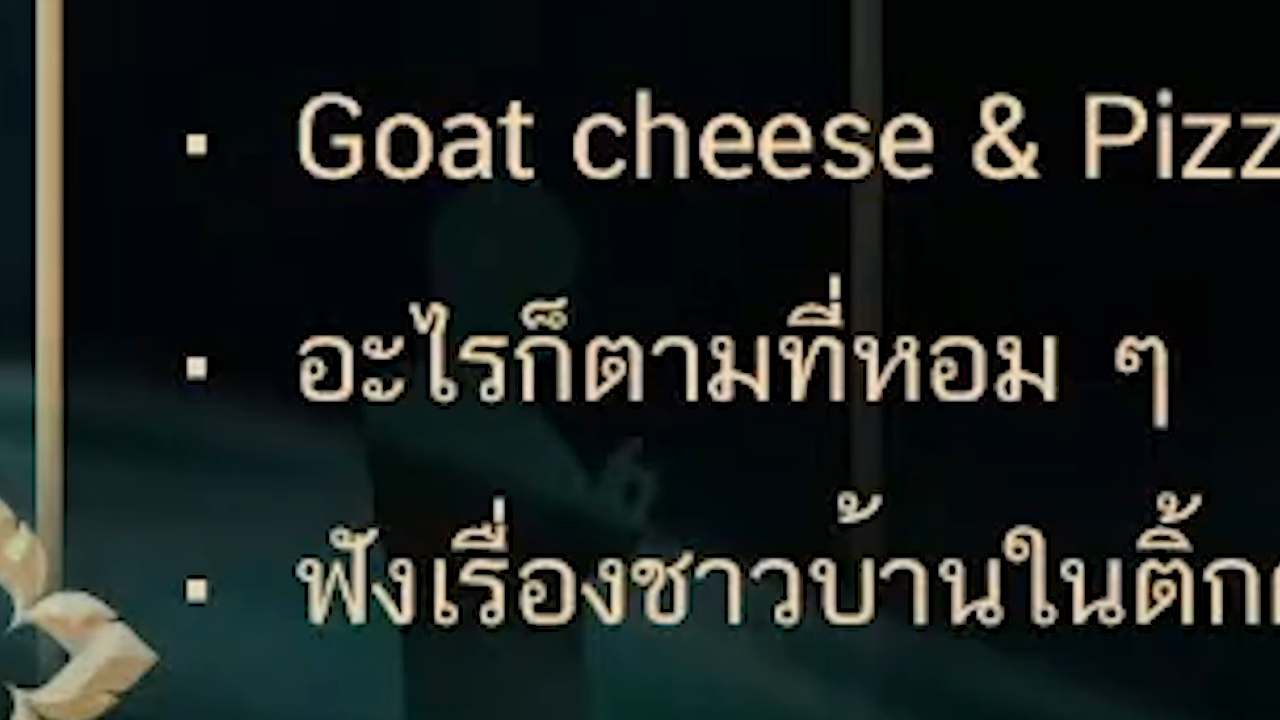 · Goat cheese & Pizz
· อะไรก็ตามที่หอม ๆ
· ฟังเรื่องชาวบ้านในติ้ก